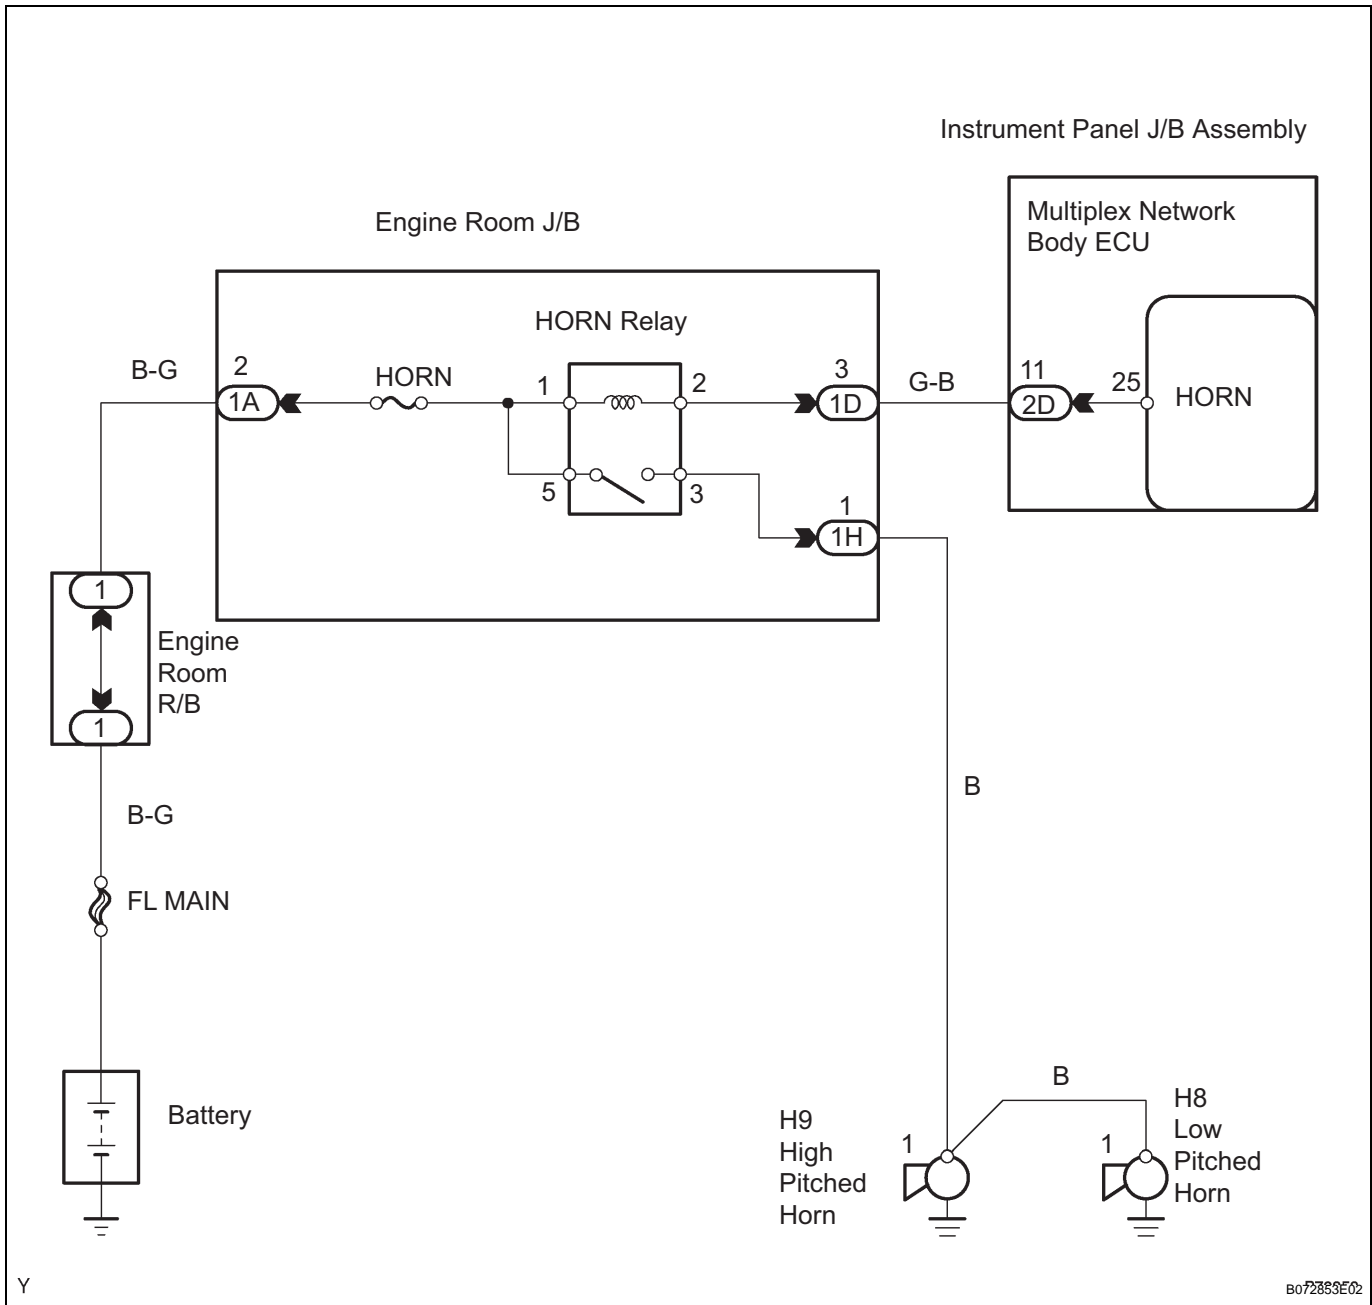 Instrument Panel J/B Assembly
Multiplex Network
Body ECU
Engine Room J/B
HORN Relay
B-G
2
1A
HORN
1
2
3
1D
G-B
11
2D
25
HORN
5
3
1
1H
1
Engine
Room
R/B
1
B-G
B
FL MAIN
Battery
B
H9
High
Pitched
Horn
1
H8
Low
Pitched
Horn
1
Y
B072853E02